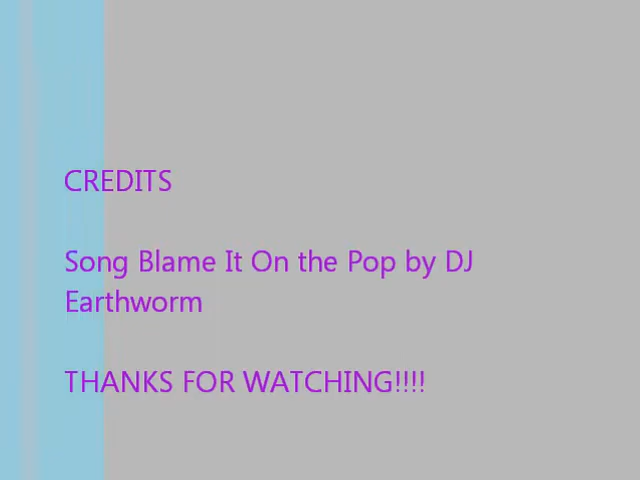 CREDITS
Song Blame It On the Pop by DJ
Earthworm
THANKS FOR WATCHING!!!!